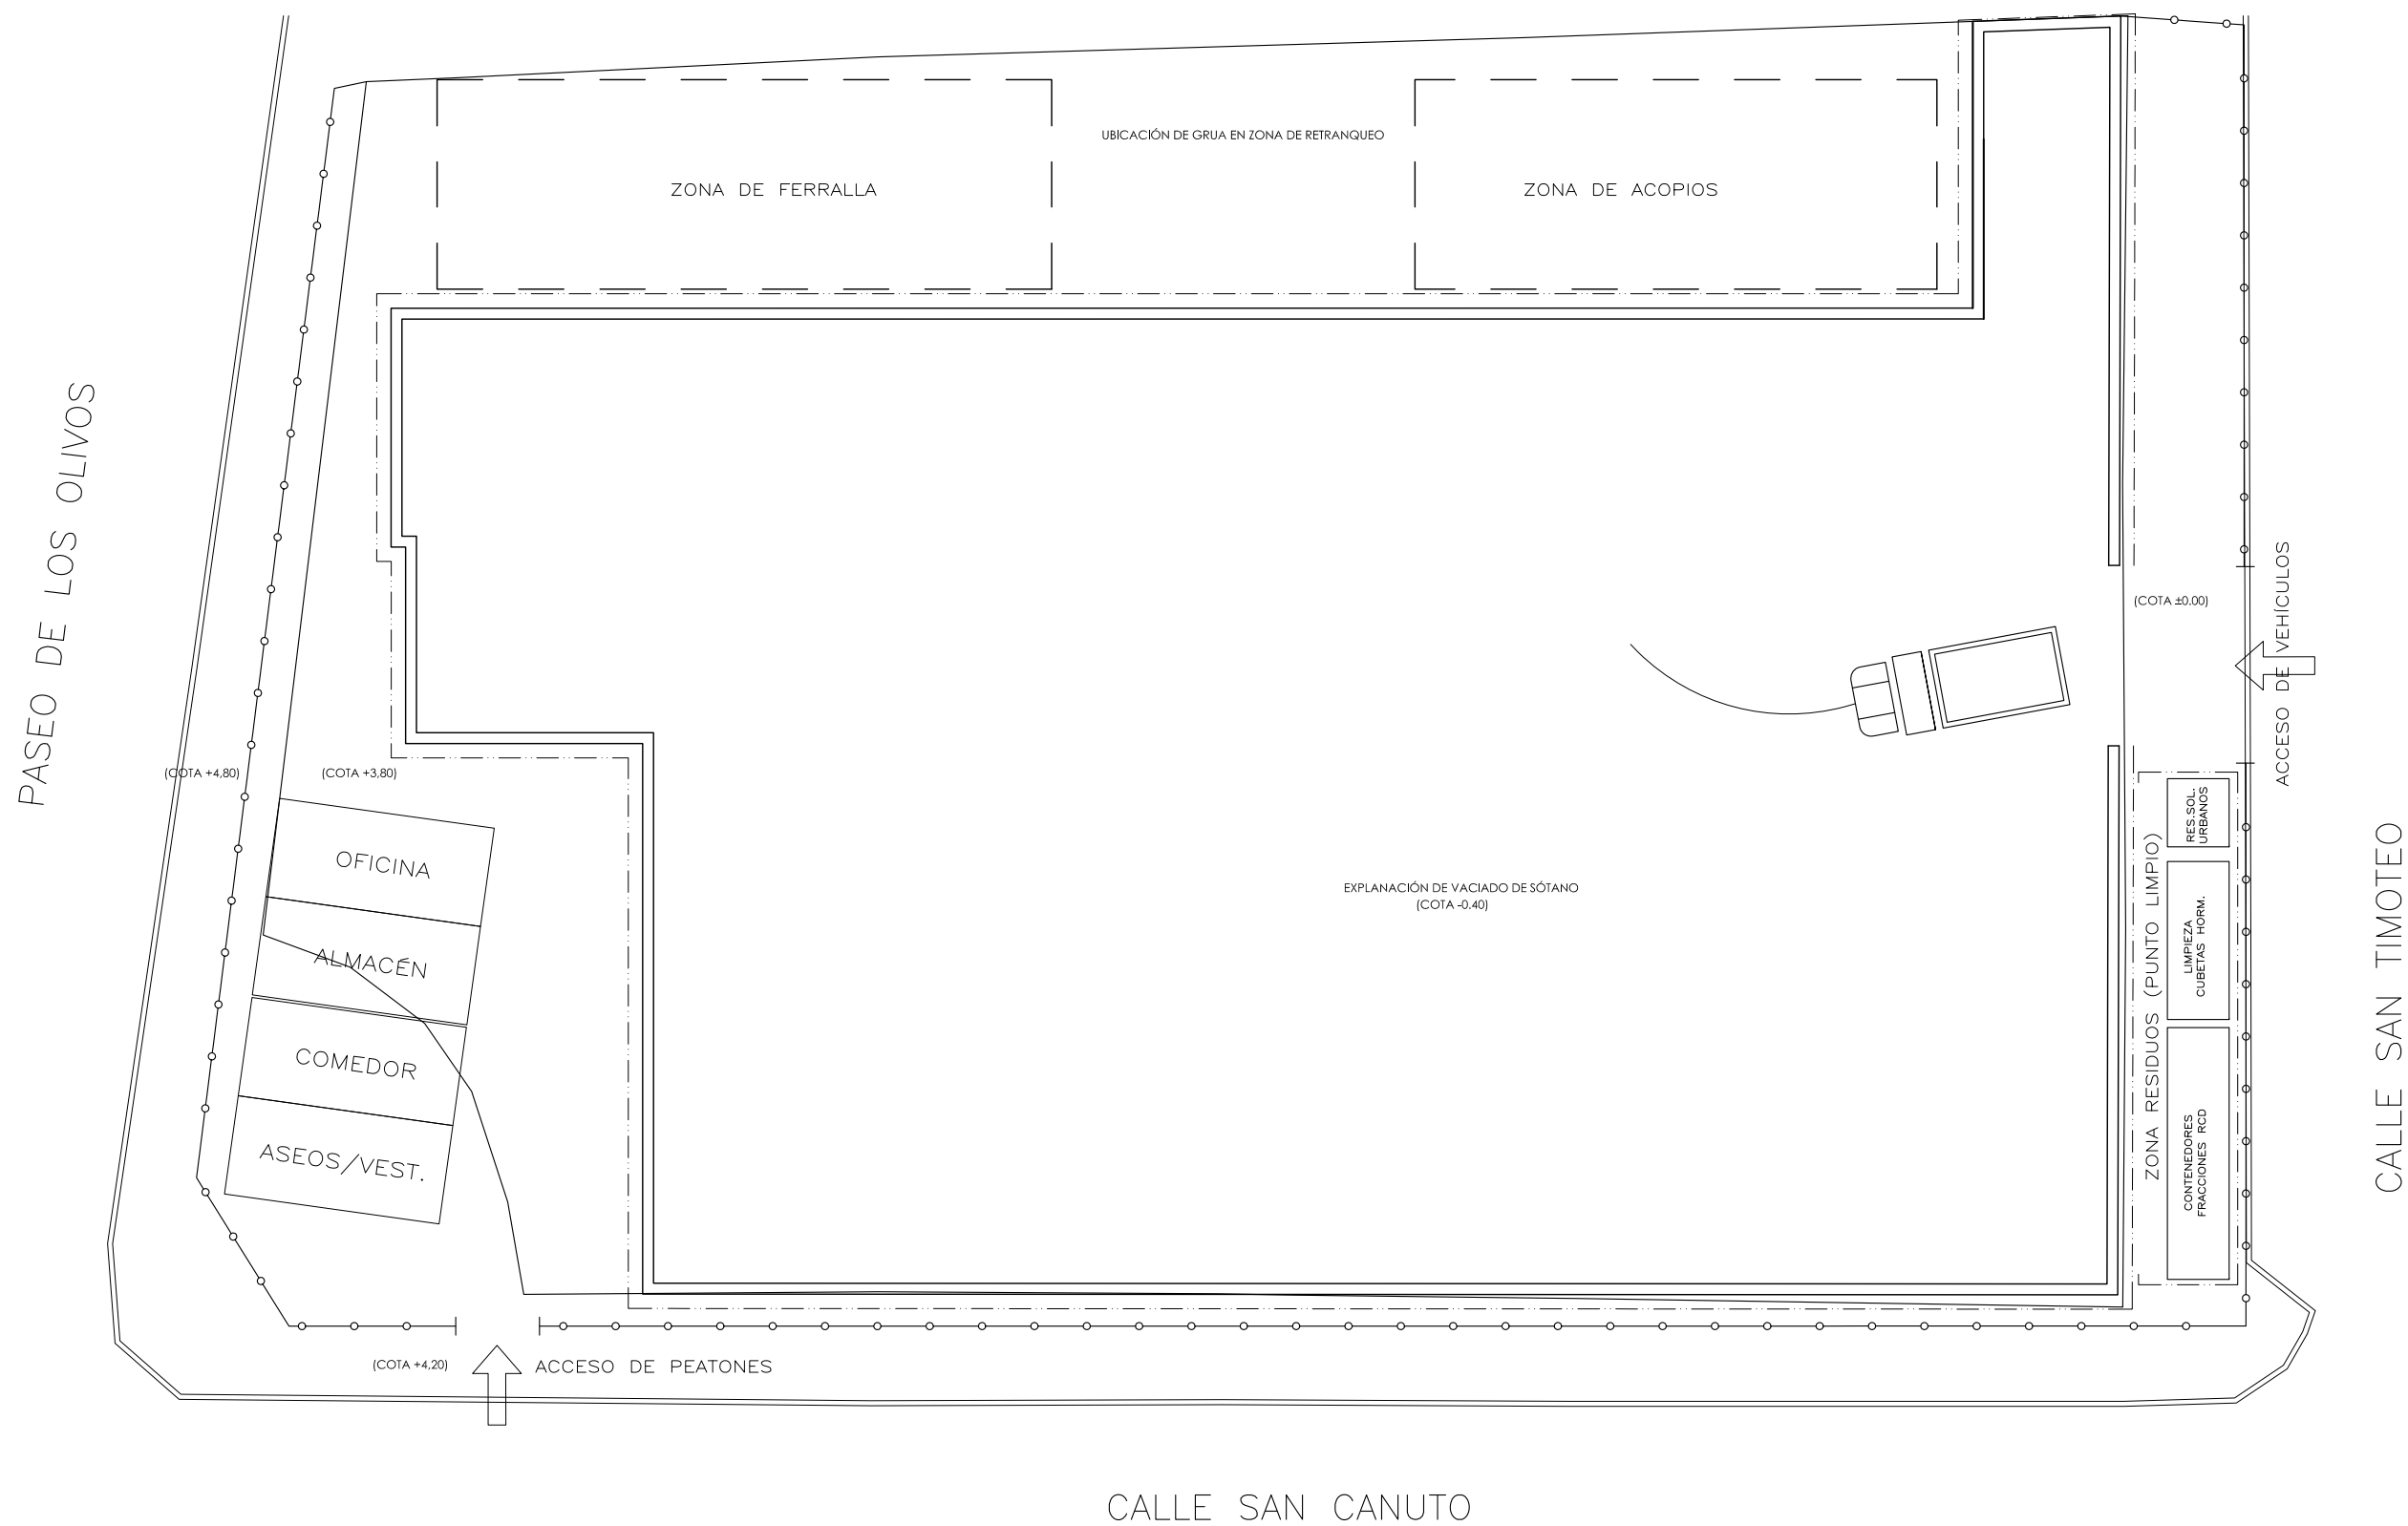 UBICACIÓN DE GRUA EN ZONA DE RETRANQUEO
ZONA DE FERRALLA
ZONA DE ACOPIOS
PASEO DE LOS OLIVOS
(COTA ±0.00)
ACCESO DE VEHÍCULOS
(COTA +4,80)
(COTA +3,80)
OFICINA
ALMACÉN
COMEDOR
ASEOS/VEST.
EXPLANACIÓN DE VACIADO DE SÓTANO
(COTA -0.40)
ZONA RESIDUOS (PUNTO LIMPIO)
RES.SOL.
URBANOS
LIMPIEZA
CUBETAS HORM.
CONTENEDORES
FRACCIONES RCD
CALLE SAN TIMOTEO
(COTA +4,20)
ACCESO DE PEATONES
CALLE SAN CANUTO